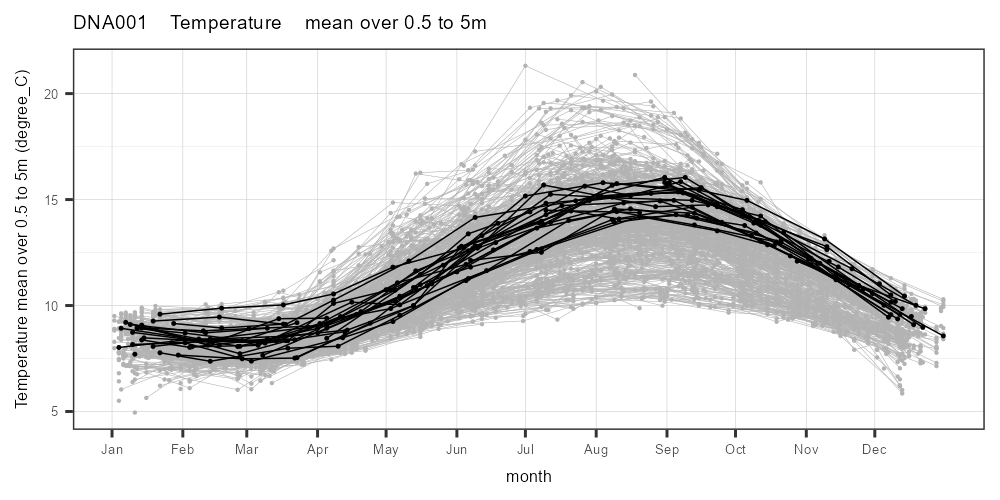 DNA001 Temperature mean over 0.5 to 5m
Temperature mean over 0.5 to 5m (degree_C)
20
15
10
5
Jan Feb Mar Apr May Jun Jul Aug Sep Oct Nov Dec
month